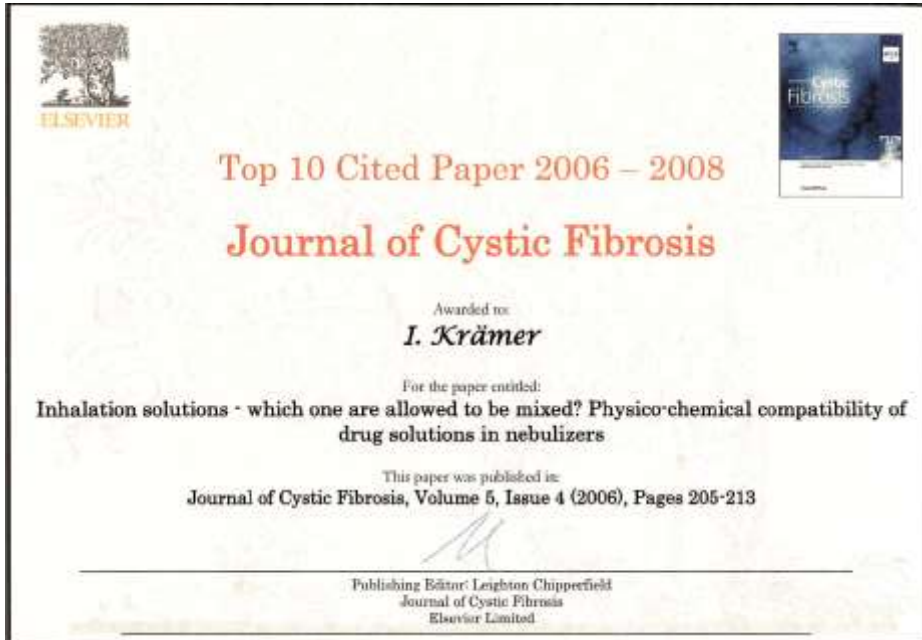 ELSEVIER
Cystic
Fibrosis
Top 10 Cited Paper 2006 – 2008
Journal of Cystic Fibrosis
Awarded to:
I. Krämer
For the paper entitled:
Inhalation solutions - which one are allowed to be mixed? Physico-chemical compatibility of
drug solutions in nebulizers
This paper was published in:
Journal of Cystic Fibrosis, Volume 5, Issue 4 (2006), Pages 205-213
Publishing Editor: Leighton Chipperfield
Journal of Cystic Fibrosis
Elsevier Limited